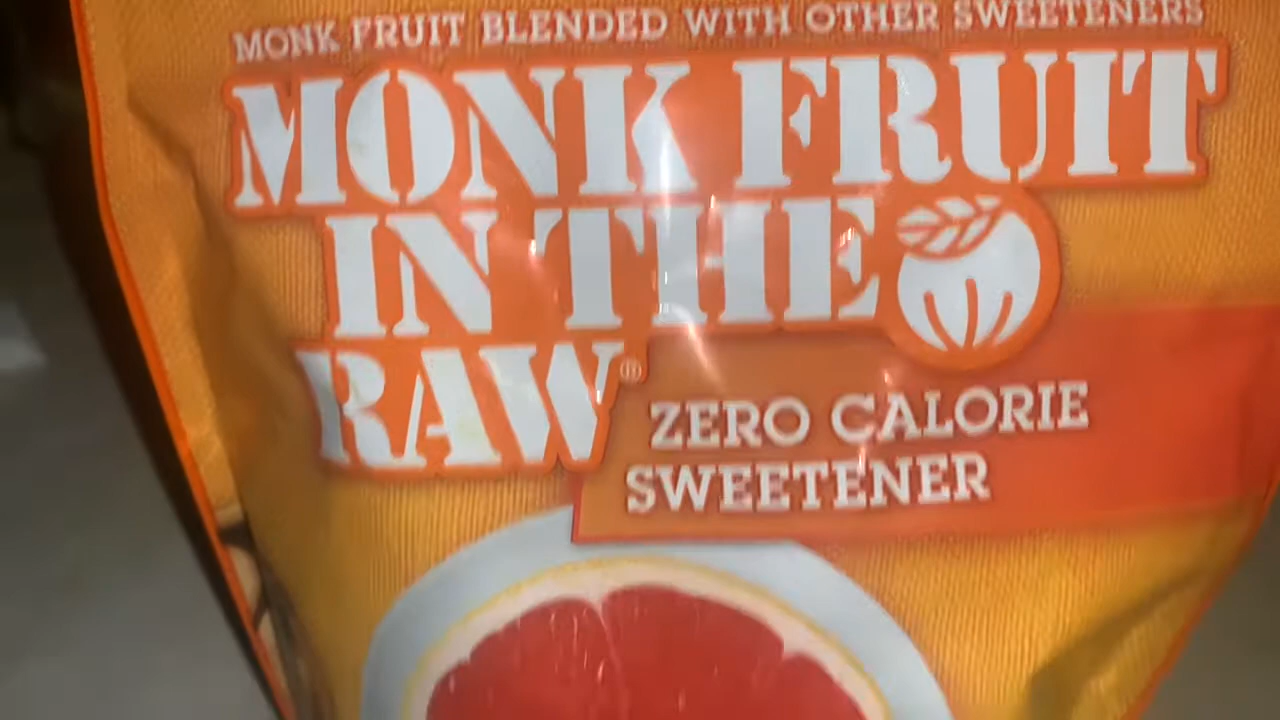 MONK FRUIT BLENDED WITH OTHER SWEETENERS
MONK FRUIT
IN THE
RAW®
ZERO CALORIE
SWEETENER